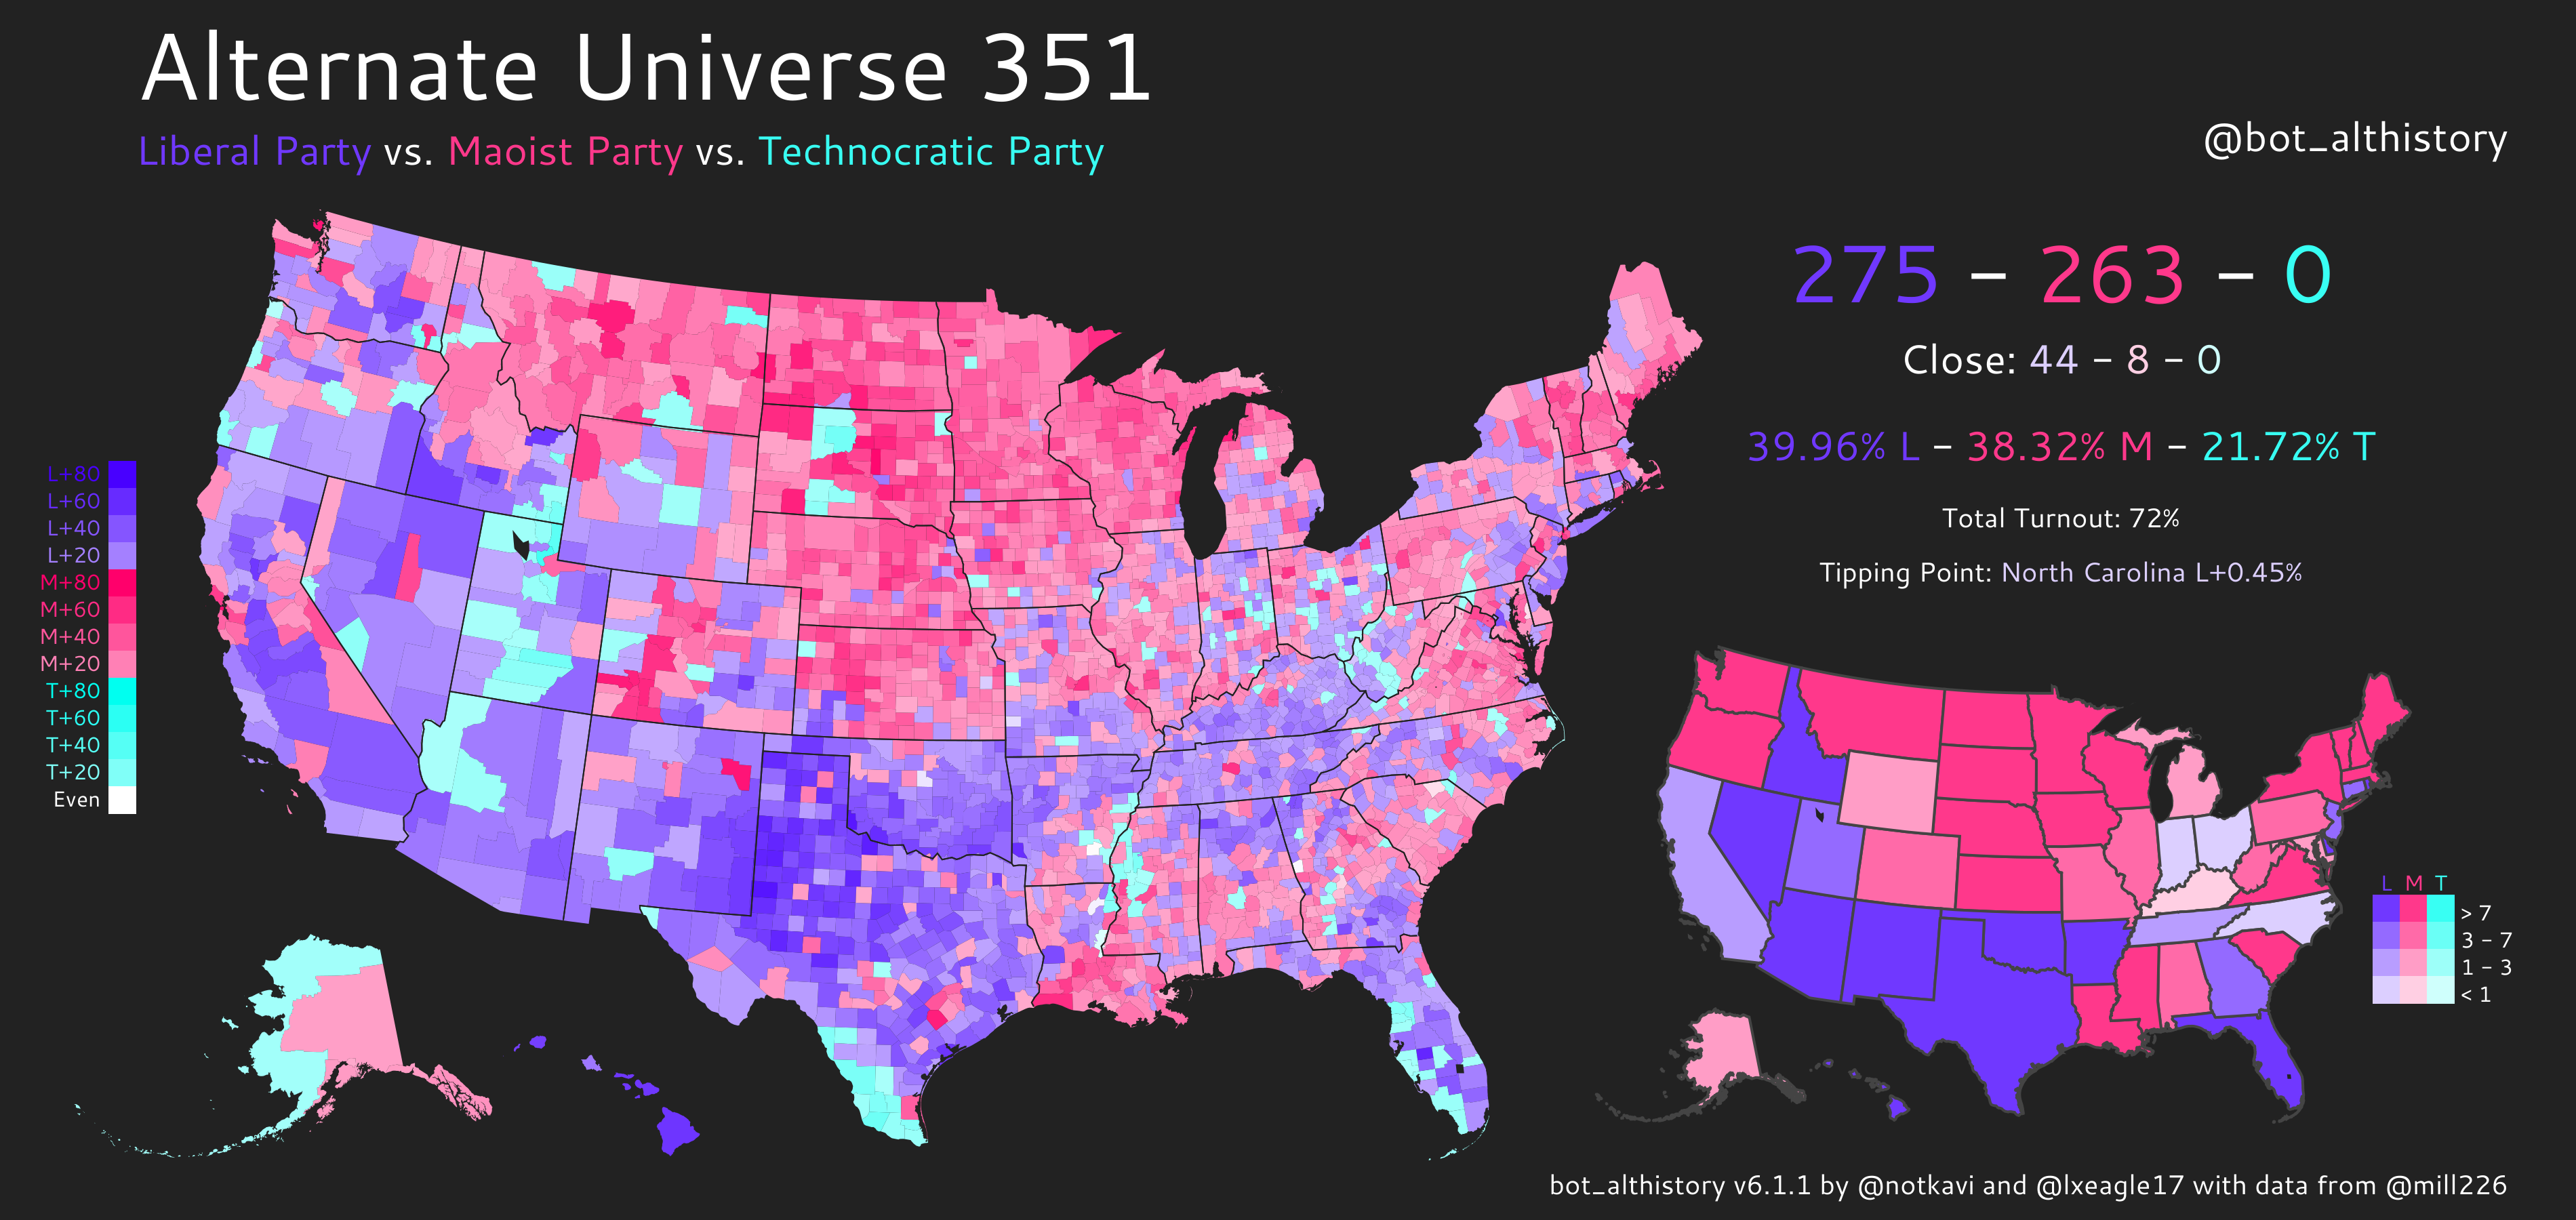 Alternate Universe 351
Liberal Party vs. Maoist Party vs. Technocratic Party
@bot_althistory
275 - 263 - 0
Close: 44 - 8 - 0
39.96% L - 38.32% M - 21.72% T
Total Turnout: 72%
Tipping Point: North Carolina L+0.45%
L+80
L+60
L+40
L+20
M+80
M+60
M+40
M+20
T+80
T+60
T+40
T+20
Even
L M T
> 7
3 - 7
1 - 3
< 1
bot_althistory v6.1.1 by @notkavi and @lxeagle17 with data from @mill226